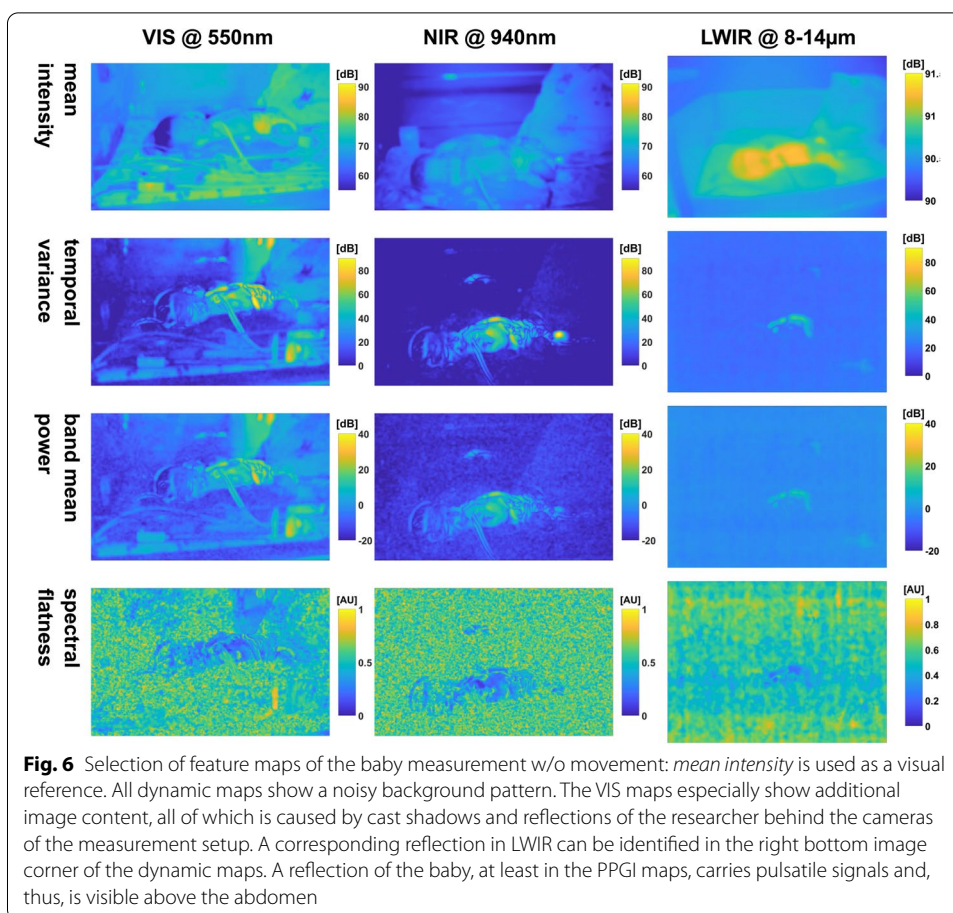 VIS @ 550nm NIR @ 940nm LWIR @ 8-14µm
mean intensity
[dB] 90 80 70 60
[dB] 90 80 70 60
[dB] 91.5 91 90.5 90
temporal variance
[dB] 80 60 40 20 0
[dB] 80 60 40 20 0
[dB] 80 60 40 20 0
band mean power
[dB] 40 20 0 -20
[dB] 40 20 0 -20
[dB] 40 20 0 -20
spectral flatness
[AU] 1 0.5 0
[AU] 1 0.5 0
[AU] 1 0.8 0.6 0.4 0.2 0
Fig. 6 Selection of feature maps of the baby measurement w/o movement: mean intensity is used as a visual
reference. All dynamic maps show a noisy background pattern. The VIS maps especially show additional
image content, all of which is caused by cast shadows and reflections of the researcher behind the cameras
of the measurement setup. A corresponding reflection in LWIR can be identified in the right bottom image
corner of the dynamic maps. A reflection of the baby, at least in the PPGI maps, carries pulsatile signals and,
thus, is visible above the abdomen